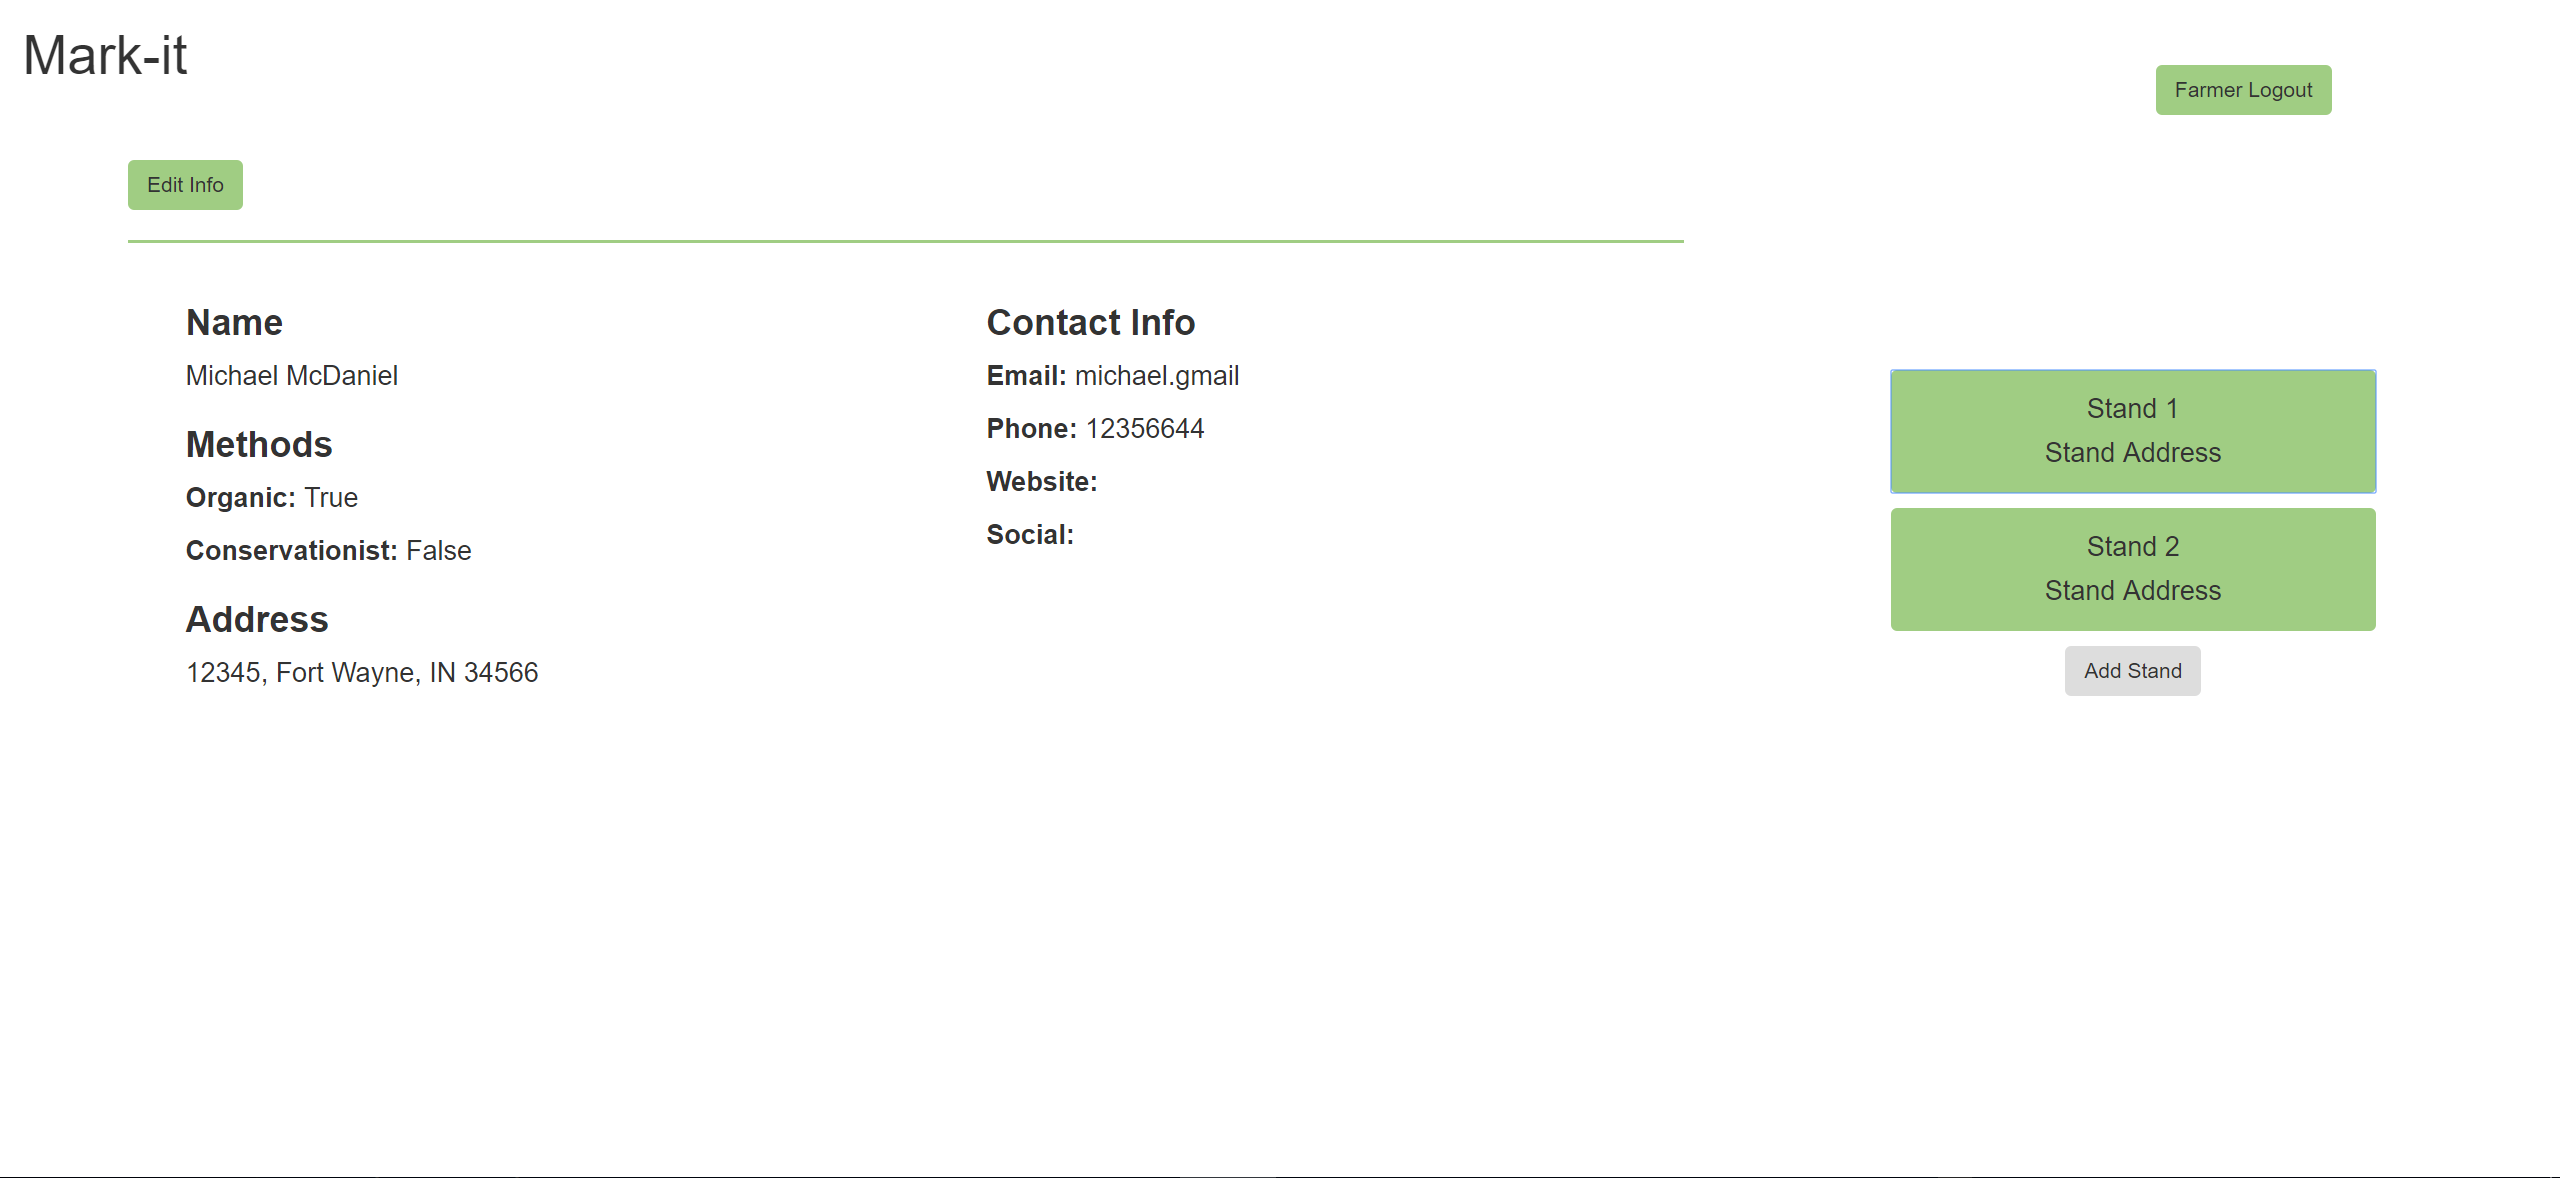 Mark-it
Farmer Logout
Edit Info
Name
Michael McDaniel
Methods
Organic: True
Conservationist: False
Address
12345, Fort Wayne, IN 34566
Contact Info
Email: michael.gmail
Phone: 12356644
Website:
Social:
Stand 1
Stand Address
Stand 2
Stand Address
Add Stand